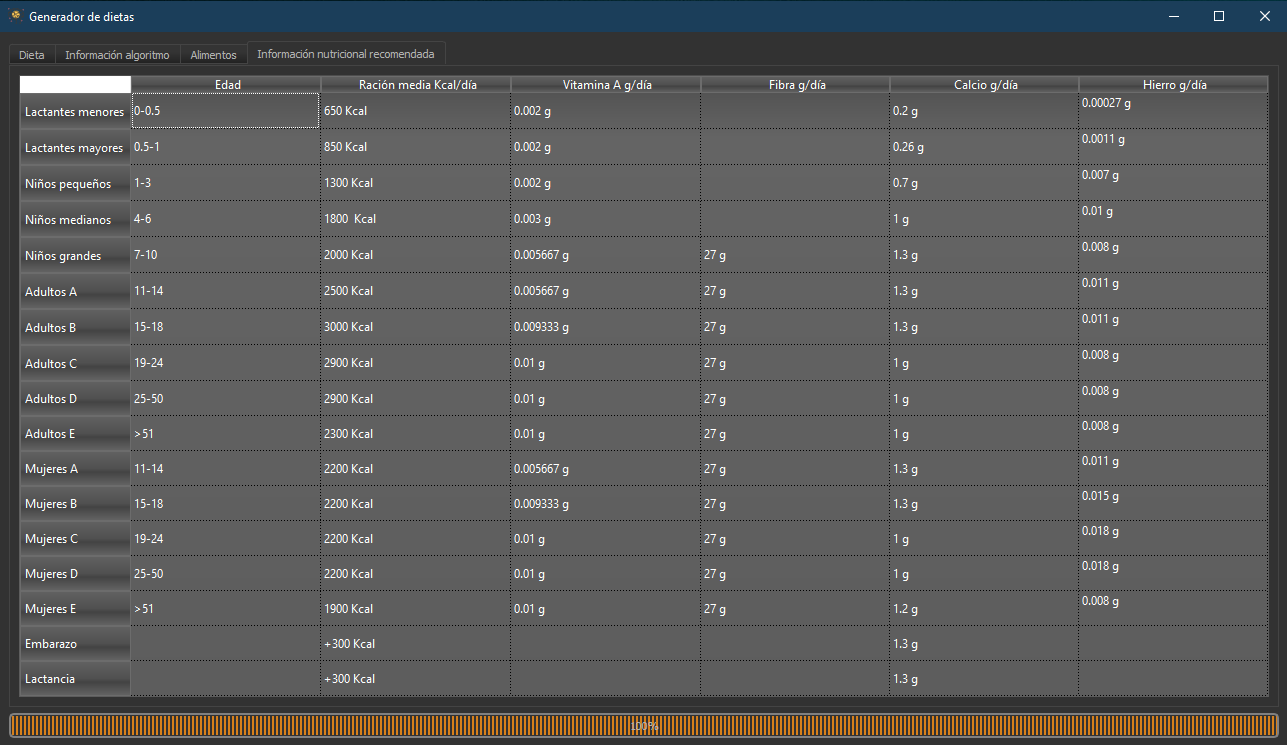 Generador de dietas
Dieta Información algoritmo Alimentos Información nutricional recomendada
Edad Ración media Kcal/día Vitamina A g/día Fibra g/día Calcio g/día Hierro g/día
Lactantes menores 0-0.5 650 Kcal 0.002 g 0.2 g 0.00027 g
Lactantes mayores 0.5-1 850 Kcal 0.002 g 0.26 g 0.0011 g
Niños pequeños 1-3 1300 Kcal 0.002 g 0.7 g 0.007 g
Niños medianos 4-6 1800 Kcal 0.003 g 1 g 0.01 g
Niños grandes 7-10 2000 Kcal 0.005667 g 27 g 1.3 g 0.008 g
Adultos A 11-14 2500 Kcal 0.005667 g 27 g 1.3 g 0.011 g
Adultos B 15-18 3000 Kcal 0.009333 g 27 g 1.3 g 0.011 g
Adultos C 19-24 2900 Kcal 0.01 g 27 g 1 g 0.008 g
Adultos D 25-50 2900 Kcal 0.01 g 27 g 1 g 0.008 g
Adultos E >51 2300 Kcal 0.01 g 27 g 1 g 0.008 g
Mujeres A 11-14 2200 Kcal 0.005667 g 27 g 1.3 g 0.011 g
Mujeres B 15-18 2200 Kcal 0.009333 g 27 g 1.3 g 0.015 g
Mujeres C 19-24 2200 Kcal 0.01 g 27 g 1 g 0.018 g
Mujeres D 25-50 2200 Kcal 0.01 g 27 g 1 g 0.018 g
Mujeres E >51 1900 Kcal 0.01 g 27 g 1.2 g 0.008 g
Embarazo +300 Kcal 1.3 g
Lactancia +300 Kcal 1.3 g
100%